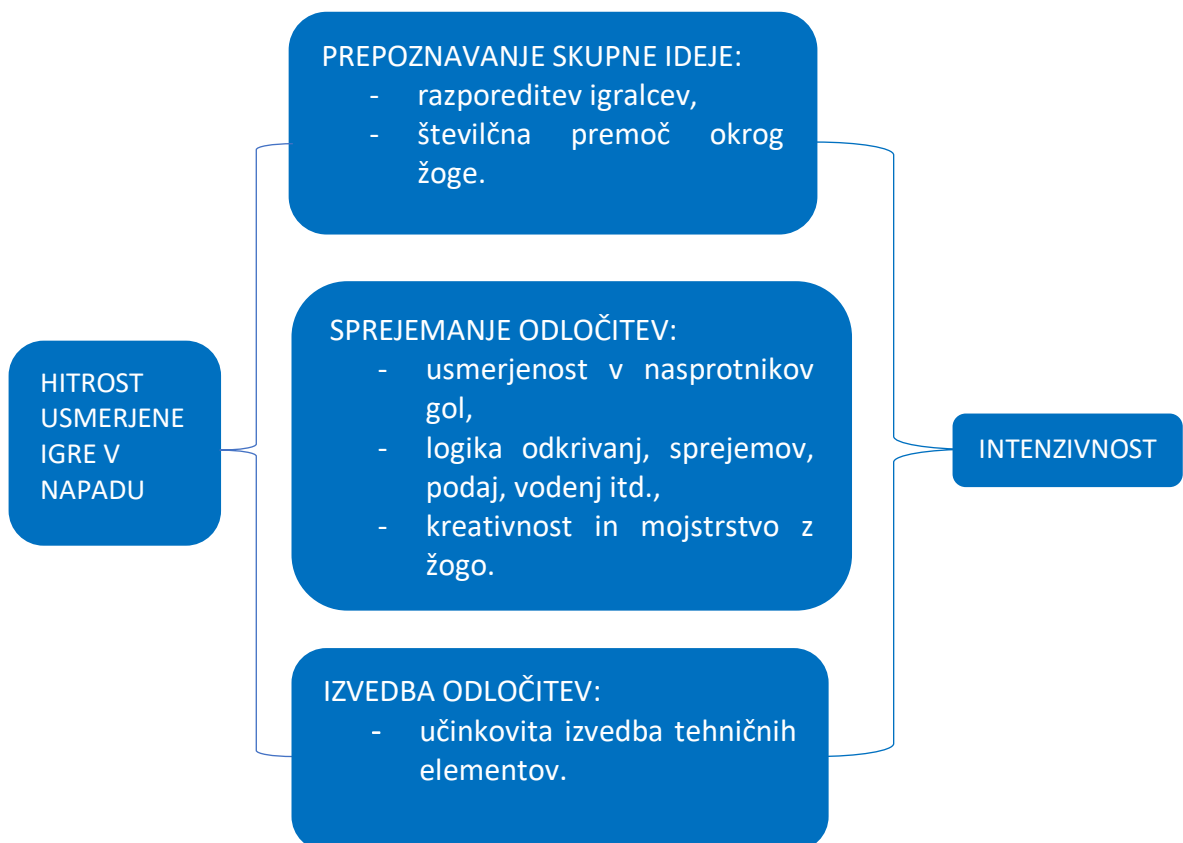 PREPOZNAVANJE SKUPNE IDEJE:
- razporeditev igralcev,
- številčna premoč okrog
žoge.
SPREJEMANJE ODLOČITEV:
- usmerjenost v nasprotnikov
gol,
- logika odkrivanj, sprejemov,
podaj, vodenj itd.,
- kreativnost in mojstrstvo z
žogo.
HITROST
USMERJENE
IGRE V
NAPADU
INTENZIVNOST
IZVEDBA ODLOČITEV:
- učinkovita izvedba tehničnih
elementov.